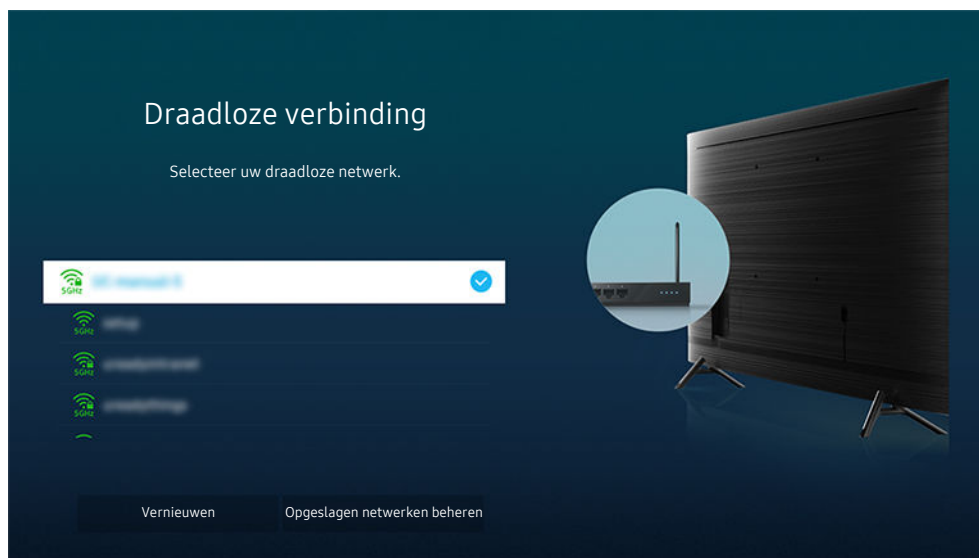 Draadloze verbinding
Selecteer uw draadloze netwerk.
5GHz
5GHz
5GHz
5GHz
Vernieuwen
Opgeslagen netwerken beheren